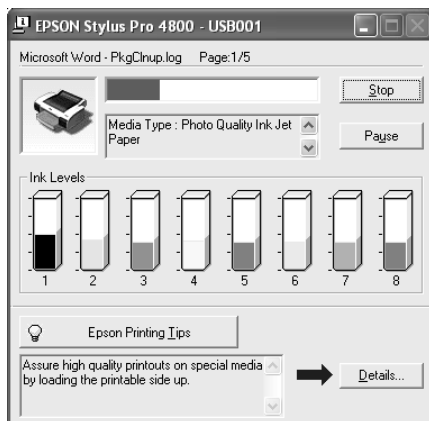 EPSON Stylus Pro 4800 - USB001
Microsoft Word - PkgClnup.log Page:1/5
Stop
Media Type : Photo Quality Ink Jet
Paper
Pause
Ink Levels
1 2 3 4 5 6 7 8
Epson Printing Tips
Assure high quality printouts on special media
by loading the printable side up.
Details...